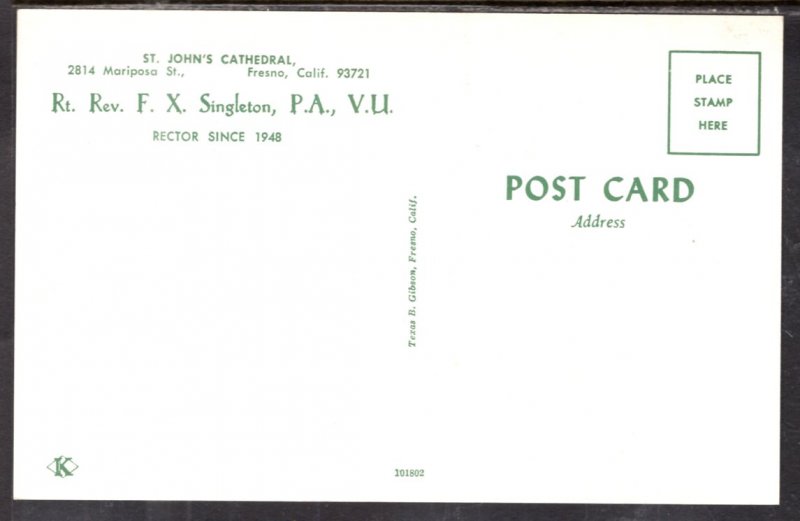 ST. JOHN'S CATHEDRAL,
2814 Mariposa St., Fresno, Calif. 93721
Rt. Rev. F. X. Singleton, P.A., V.U.
RECTOR SINCE 1948
PLACE
STAMP
HERE
POST CARD
Address
Texas B. Gibson, Fresno, Calif.
K
101802